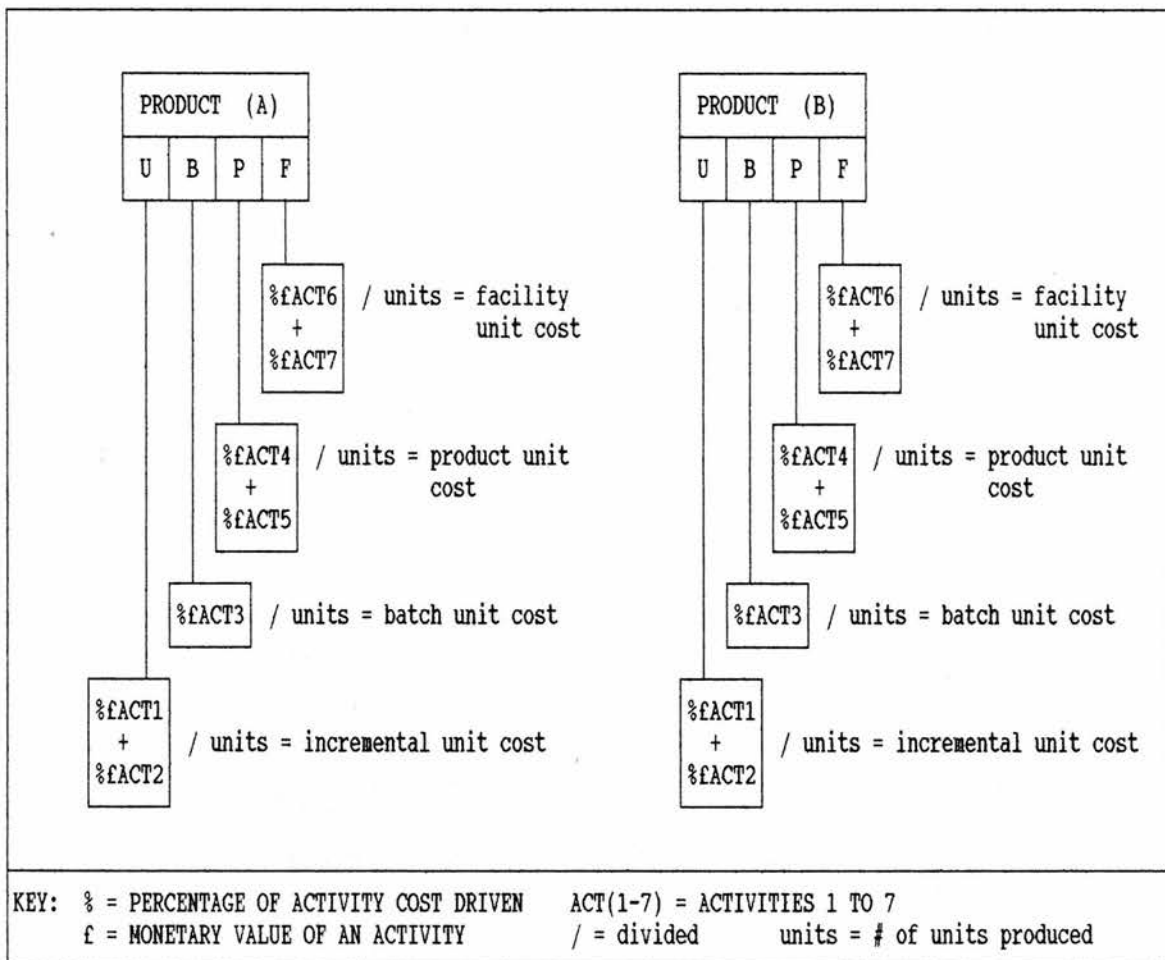 PRODUCT (A)
U B P F
%£ACT6 / units = facility
+ unit cost
%£ACT7
%£ACT4 / units = product unit
+ cost
%£ACT5
%£ACT3 / units = batch unit cost
%£ACT1
+ / units = incremental unit cost
%£ACT2
PRODUCT (B)
U B P F
%£ACT6 / units = facility
+ unit cost
%£ACT7
%£ACT4 / units = product unit
+ cost
%£ACT5
%£ACT3 / units = batch unit cost
%£ACT1
+ / units = incremental unit cost
%£ACT2
KEY: % = PERCENTAGE OF ACTIVITY COST DRIVEN ACT(1-7) = ACTIVITIES 1 TO 7
£ = MONETARY VALUE OF AN ACTIVITY / = divided units = # of units produced